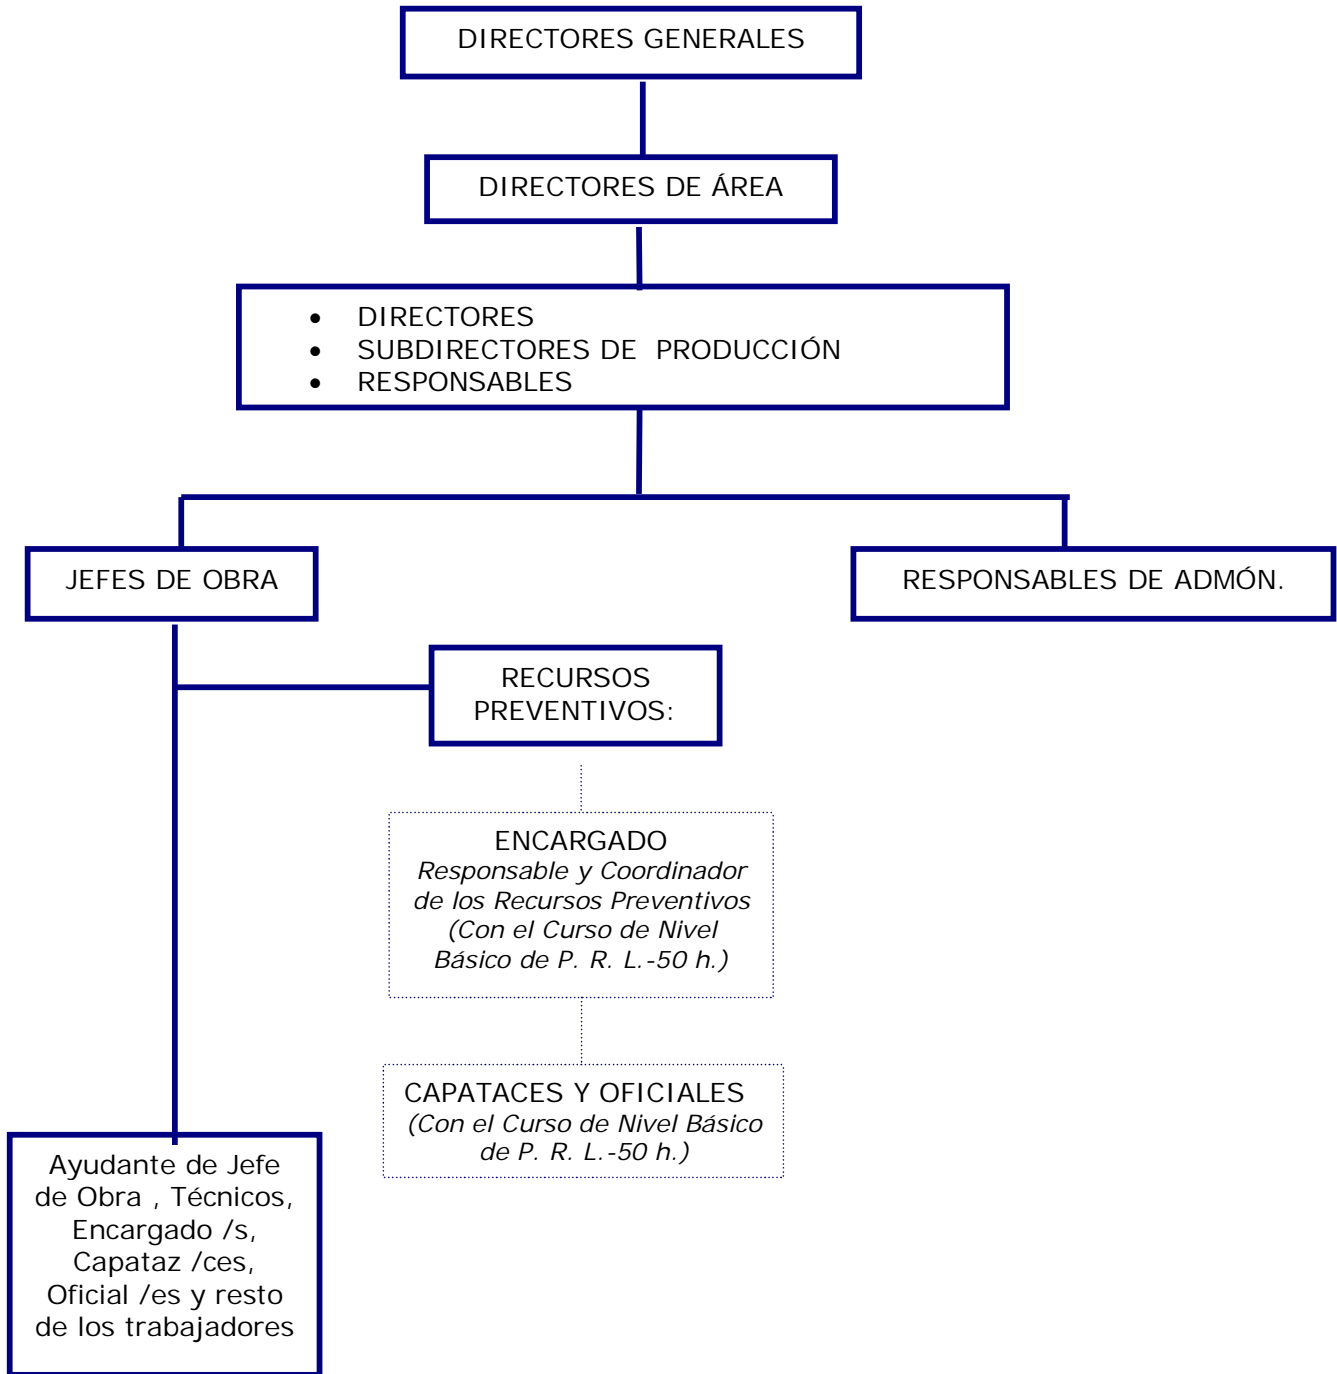 DIRECTORES GENERALES
DIRECTORES DE ÁREA
• DIRECTORES
• SUBDIRECTORES DE PRODUCCIÓN
• RESPONSABLES
JEFES DE OBRA
RESPONSABLES DE ADMÓN.
RECURSOS
PREVENTIVOS:
ENCARGADO
Responsable y Coordinador
de los Recursos Preventivos
(Con el Curso de Nivel
Básico de P. R. L.-50 h.)
CAPATACES Y OFICIALES
(Con el Curso de Nivel Básico
de P. R. L.-50 h.)
Ayudante de Jefe
de Obra , Técnicos,
Encargado /s,
Capataz /ces,
Oficial /es y resto
de los trabajadores